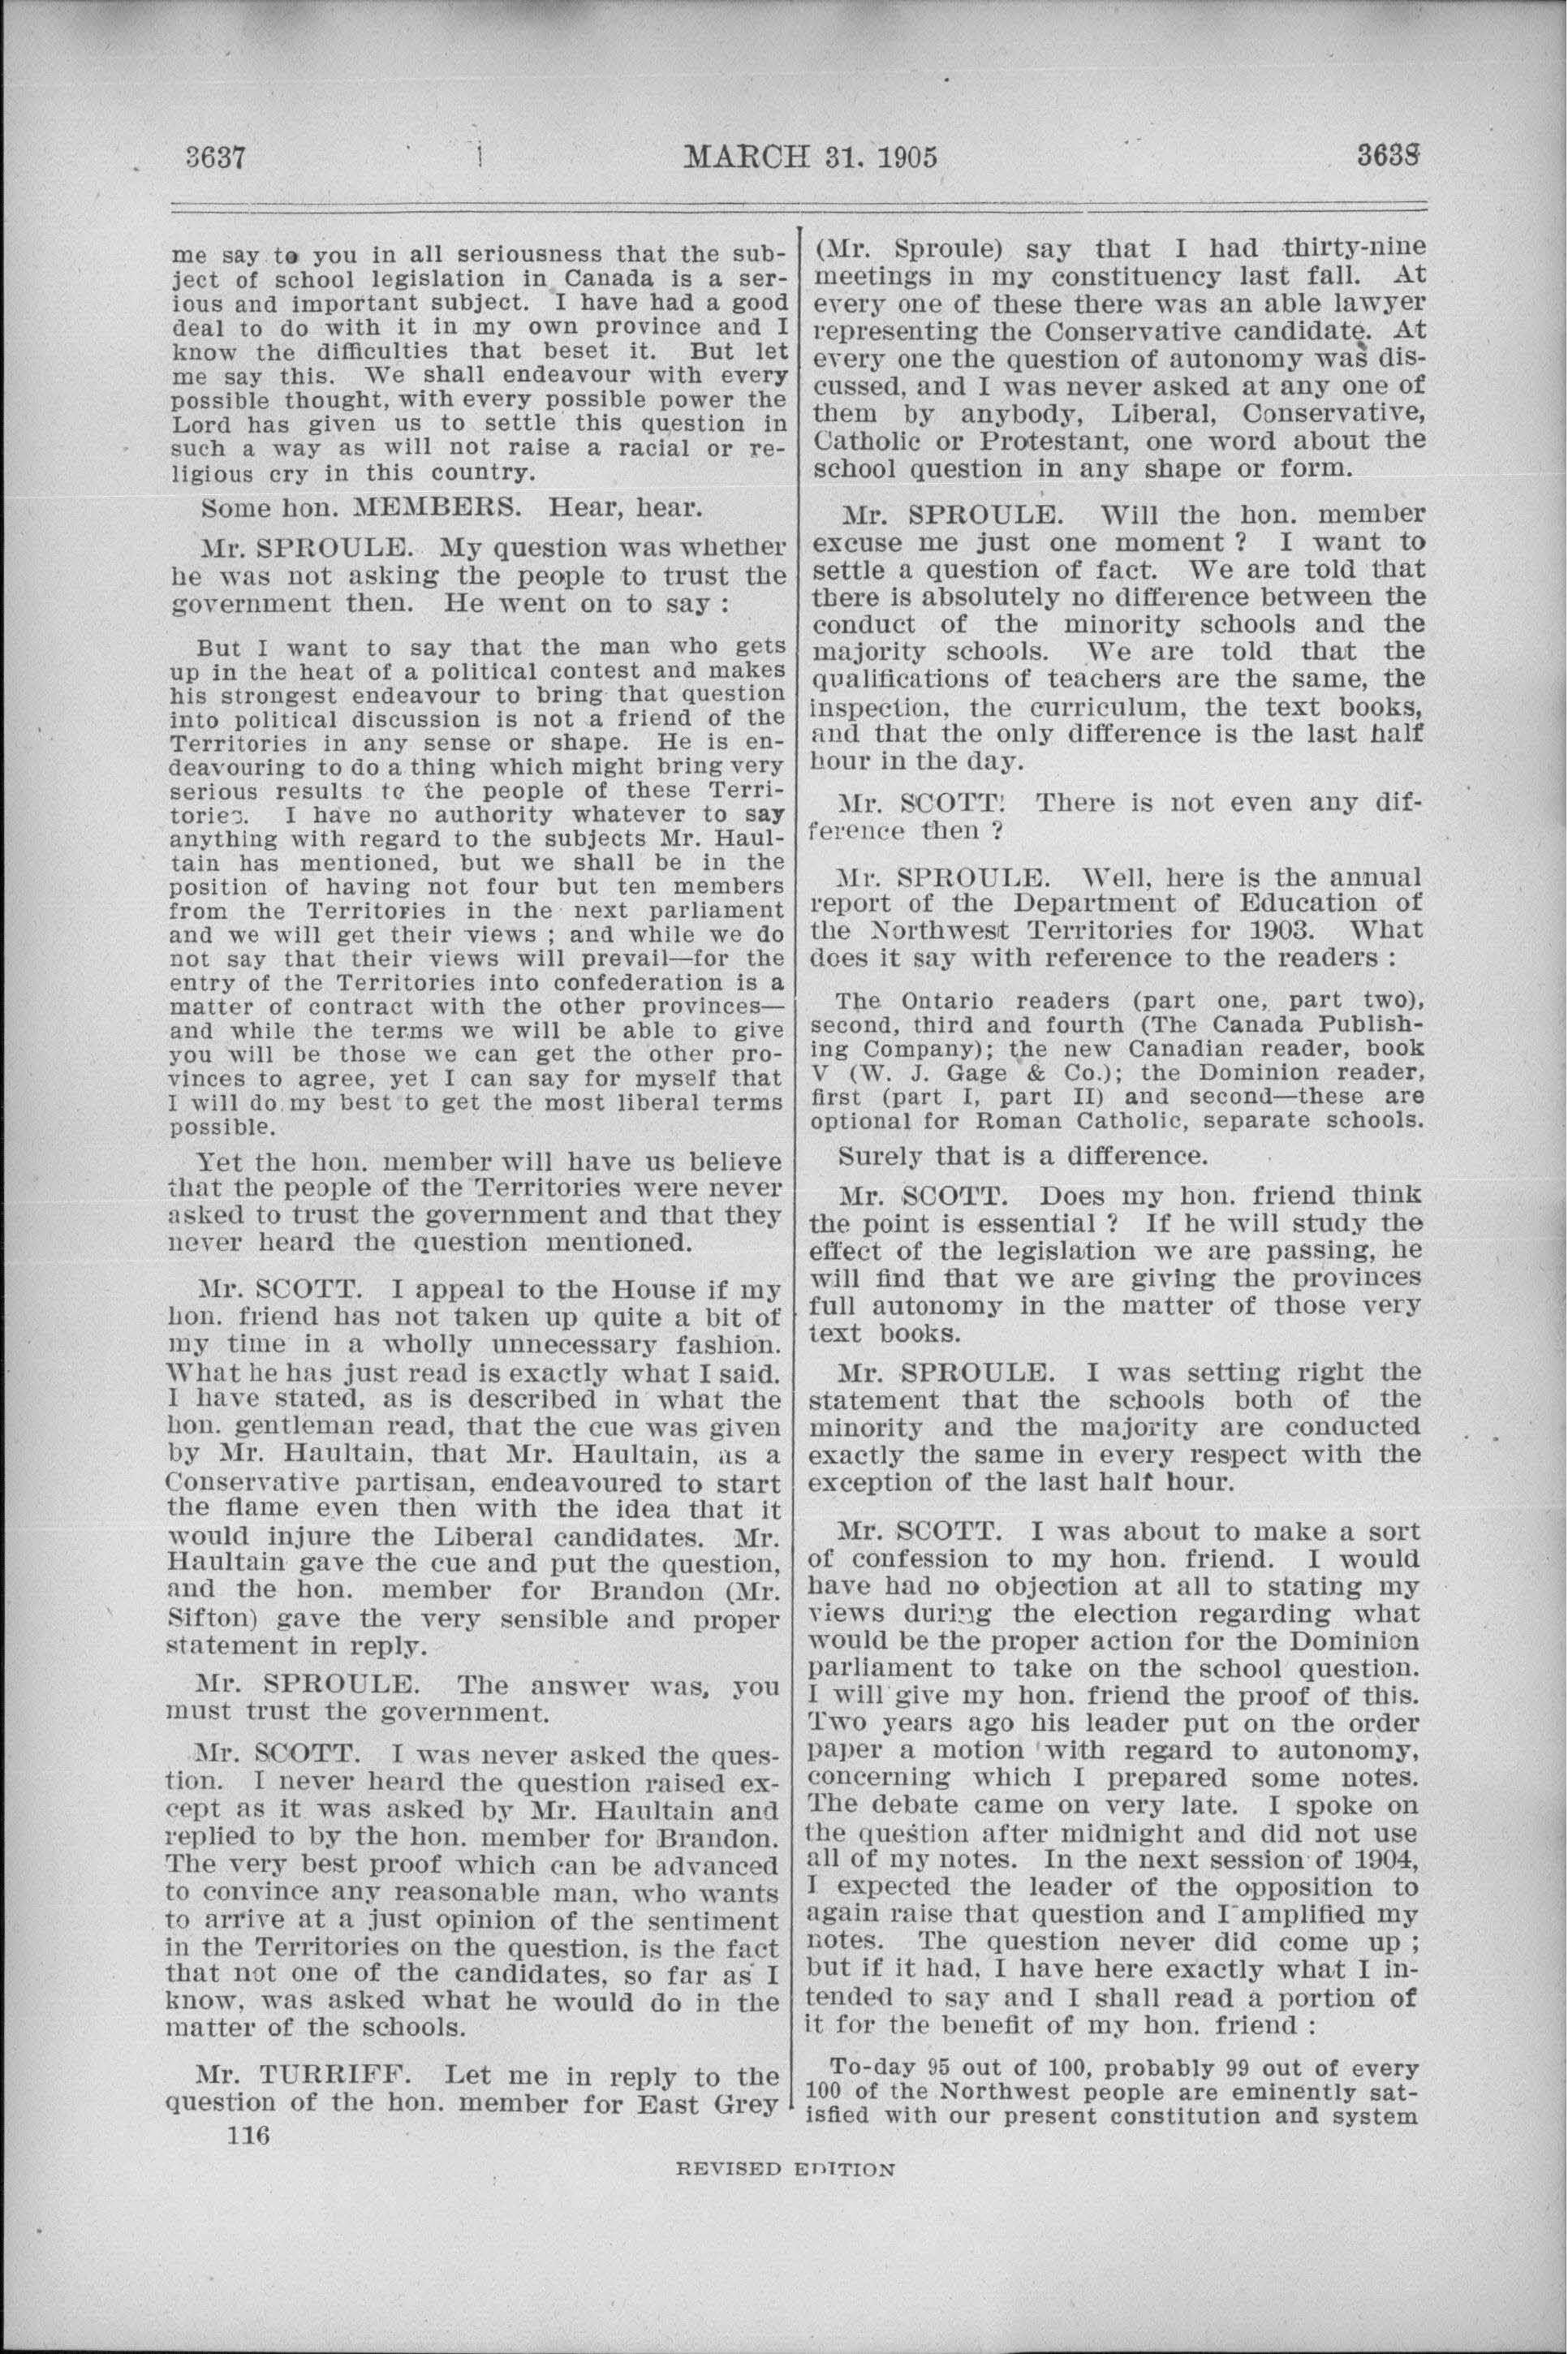 3637
MARCH 31. 1905
3638
me say to you in all seriousness that the sub-
ject of school legislation in Canada is a ser-
ious and important subject. I have had a good
deal to do with it in my own province and I
know the difficulties that beset it. But let
me say this. We shall endeavour with every
possible thought, with every possible power the
Lord has given us to settle this question in
such a way as will not raise a racial or re-
ligious cry in this country.
Some hon. MEMBERS. Hear, hear.
Mr. SPROULE. My question was whether
he was not asking the people to trust the
government then. He went on to say :
But I want to say that the man who gets
up in the heat of a political contest and makes
his strongest endeavour to bring that question
into political discussion is not a friend of the
Territories in any sense or shape. He is en-
deavouring to do a thing which might bring very
serious results to the people of these Terri-
tories. I have no authority whatever to say
anything with regard to the subjects Mr. Haul-
tain has mentioned, but we shall be in the
position of having not four but ten members
from the Territories in the next parliament
and we will get their views ; and while we do
not say that their views will prevail—for the
entry of the Territories into confederation is a
matter of contract with the other provinces—
and while the terms we will be able to give
you will be those we can get the other pro-
vinces to agree, yet I can say for myself that
I will do my best to get the most liberal terms
possible.
Yet the hon. member will have us believe
that the people of the Territories were never
asked to trust the government and that they
never heard the question mentioned.
Mr. SCOTT. I appeal to the House if my
hon. friend has not taken up quite a bit of
my time in a wholly unnecessary fashion.
What he has just read is exactly what I said.
I have stated, as is described in what the
hon. gentleman read, that the cue was given
by Mr. Haultain, that Mr. Haultain, as a
Conservative partisan, endeavoured to start
the flame even then with the idea that it
would injure the Liberal candidates. Mr.
Haultain gave the cue and put the question,
and the hon. member for Brandon (Mr.
Sifton) gave the very sensible and proper
statement in reply.
Mr. SPROULE. The answer was, you
must trust the government.
Mr. SCOTT. I was never asked the ques-
tion. I never heard the question raised ex-
cept as it was asked by Mr. Haultain and
replied to by the hon. member for Brandon.
The very best proof which can be advanced
to convince any reasonable man, who wants
to arrive at a just opinion of the sentiment
in the Territories on the question, is the fact
that not one of the candidates, so far as I
know, was asked what he would do in the
matter of the schools.
Mr. TURRIFF. Let me in reply to the
question of the hon. member for East Grey
116
(Mr. Sproule) say that I had thirty-nine
meetings in my constituency last fall. At
every one of these there was an able lawyer
representing the Conservative candidate. At
every one the question of autonomy was dis-
cussed, and I was never asked at any one of
them by anybody, Liberal, Conservative,
Catholic or Protestant, one word about the
school question in any shape or form.
Mr. SPROULE. Will the hon. member
excuse me just one moment ? I want to
settle a question of fact. We are told that
there is absolutely no difference between the
conduct of the minority schools and the
majority schools. We are told that the
qualifications of teachers are the same, the
inspection, the curriculum, the text books,
and that the only difference is the last half
hour in the day.
Mr. SCOTT. There is not even any dif-
ference then ?
Mr. SPROULE. Well, here is the annual
report of the Department of Education of
the Northwest Territories for 1903. What
does it say with reference to the readers :
The Ontario readers (part one, part two),
second, third and fourth (The Canada Publish-
ing Company); the new Canadian reader, book
V (W. J. Gage & Co.); the Dominion reader,
first (part I, part II) and second—these are
optional for Roman Catholic, separate schools.
Surely that is a difference.
Mr. SCOTT. Does my hon. friend think
the point is essential ? If he will study the
effect of the legislation we are passing, he
will find that we are giving the provinces
full autonomy in the matter of those very
text books.
Mr. SPROULE. I was setting right the
statement that the schools both of the
minority and the majority are conducted
exactly the same in every respect with the
exception of the last half hour.
Mr. SCOTT. I was about to make a sort
of confession to my hon. friend. I would
have had no objection at all to stating my
views during the election regarding what
would be the proper action for the Dominion
parliament to take on the school question.
I will give my hon. friend the proof of this.
Two years ago his leader put on the order
paper a motion with regard to autonomy,
concerning which I prepared some notes.
The debate came on very late. I spoke on
the question after midnight and did not use
all of my notes. In the next session of 1904,
I expected the leader of the opposition to
again raise that question and I amplified my
notes. The question never did come up ;
but if it had, I have here exactly what I in-
tended to say and I shall read a portion of
it for the benefit of my hon. friend :
To-day 95 out of 100, probably 99 out of every
100 of the Northwest people are eminently sat-
isfied with our present constitution and system
REVISED EDITION